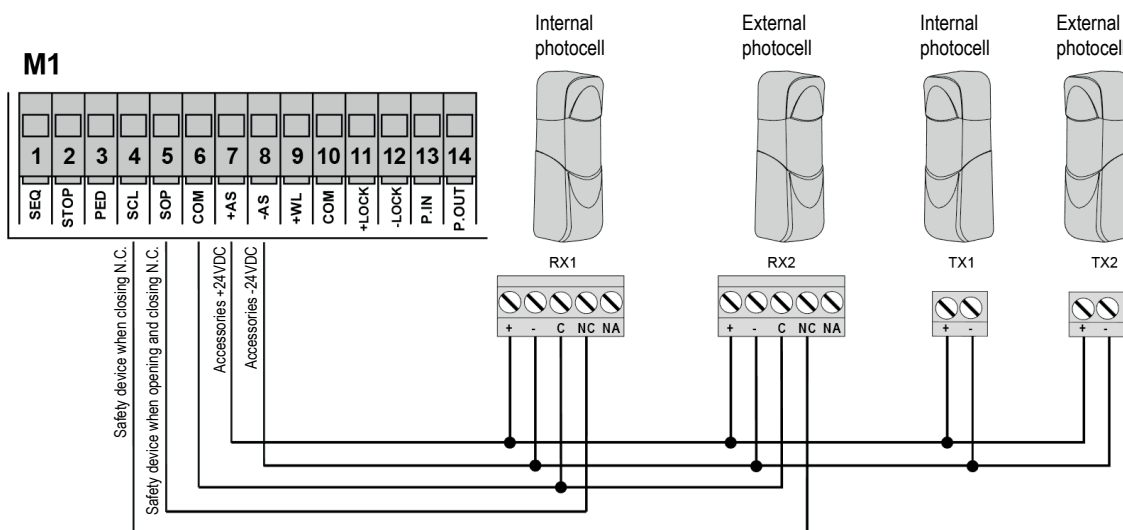 Internal
photocell
External
photocell
Internal
photocell
External
photocell
M1
1 2 3 4 5 6 7 8 9 10 11 12 13 14
SEQ
STOP
PED
SCL
SOP
COM
+AS
-AS
+WL
COM
+LOCK
-LOCK
P.IN
P.OUT
Safety device when closing N.C.
Safety device when opening and closing N.C.
Accessories +24VDC
Accessories -24VDC
RX1
RX2
TX1
TX2
+ - C NC NA
+ - C NC NA
+ -
+ -